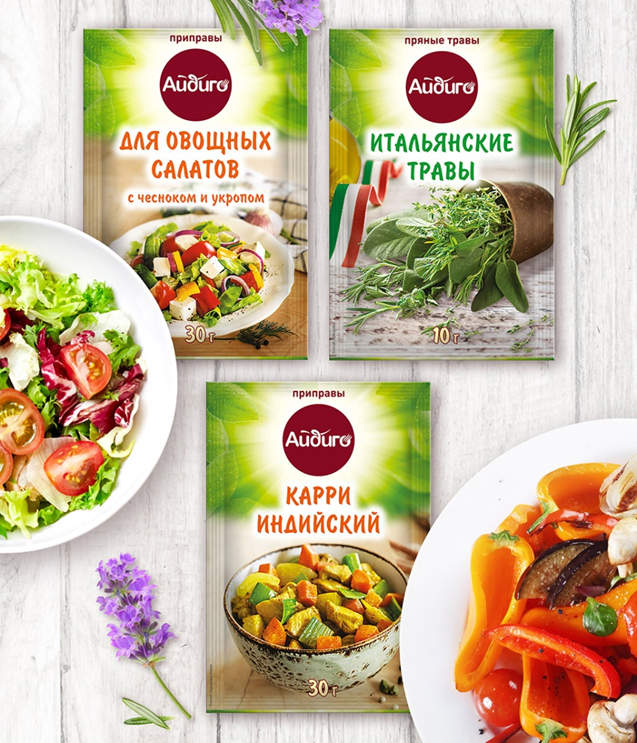 приправы
Айдиго
ДЛЯ ОВОЩНЫХ
САЛАТОВ
с чесноком и укропом
30 г
пряные травы
Айдиго
ИТАЛЬЯНСКИЕ
ТРАВЫ
10 г
приправы
Айдиго
КАРРИ
ИНДИЙСКИЙ
30 г